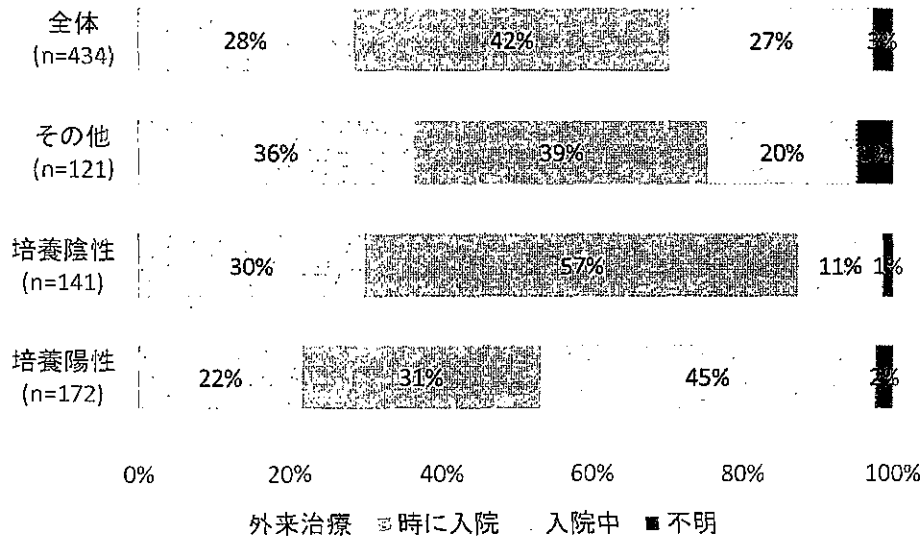 全体
(n=434)
28%
42%
27%
3%
その他
(n=121)
36%
39%
20%
培養陰性
(n=141)
30%
57%
11%
1%
培養陽性
(n=172)
22%
31%
45%
2%
0%
20%
40%
60%
80%
100%
外来治療 時に入院 入院中 不明